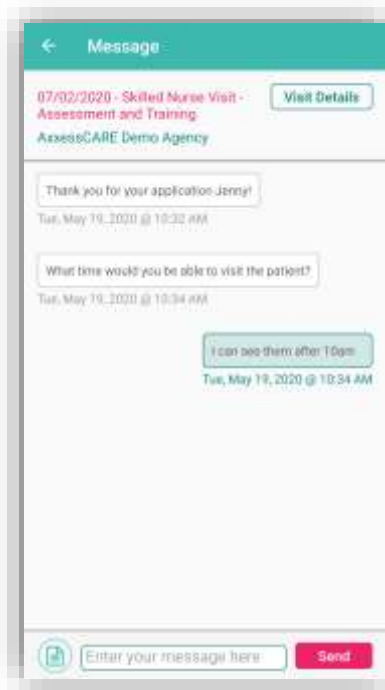 Message
07/02/2020 - Skilled Nurse Visit -
Assessment and Training
Visit Details
AxxessCARE Demo Agency
Thank you for your application Jenny!
Tue, May 19, 2020 @ 10:32 AM
What time would you be able to visit the patient?
Tue, May 19, 2020 @ 10:34 AM
I can see them after 10am
Tue, May 19, 2020 @ 10:34 AM
Enter your message here
Send